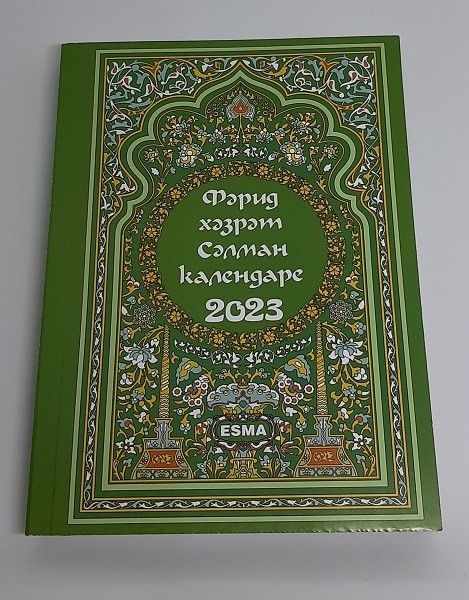 Фәрид
хәзрәт
Сәлман
календаре
2023
ESMA